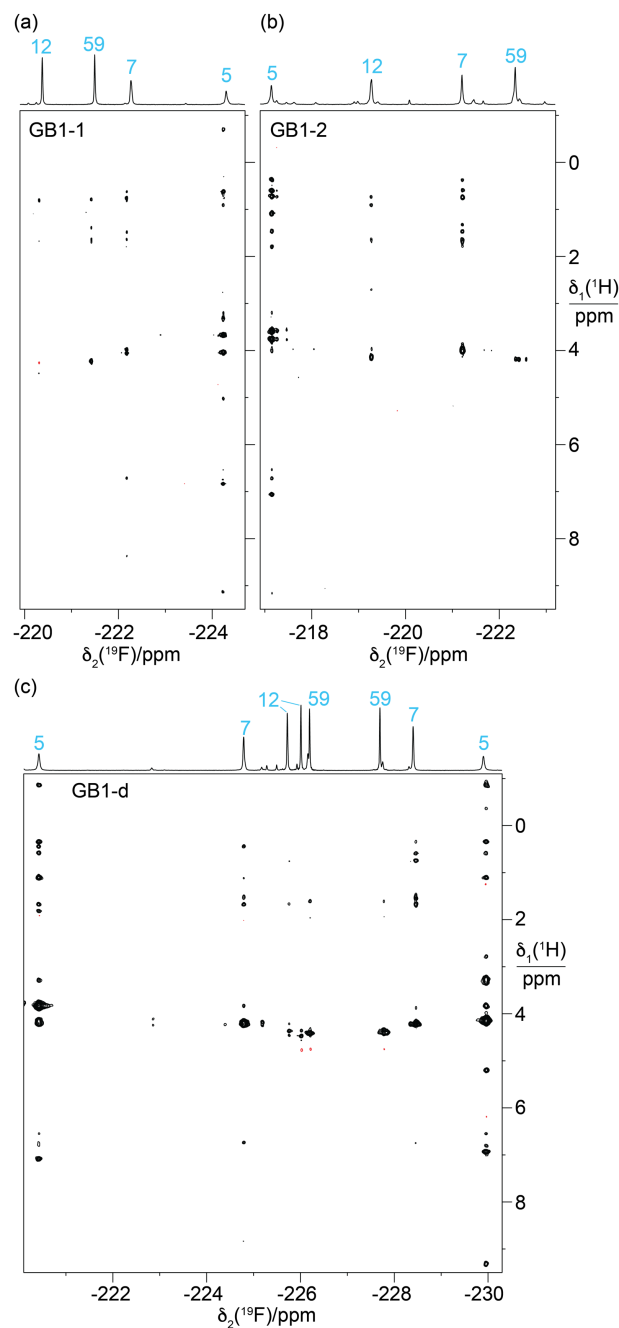 (a)
12 59 7 5
GB1-1
-220 -222 -224
δ₂(¹⁹F)/ppm
(b)
5 12 7 59
GB1-2
0
2
δ₁(¹H)
ppm
4
6
8
-218 -220 -222
δ₂(¹⁹F)/ppm
(c)
5 7 12 59 59 7 5
GB1-d
0
2
δ₁(¹H)
ppm
4
6
8
-222 -224 -226 -228 -230
δ₂(¹⁹F)/ppm